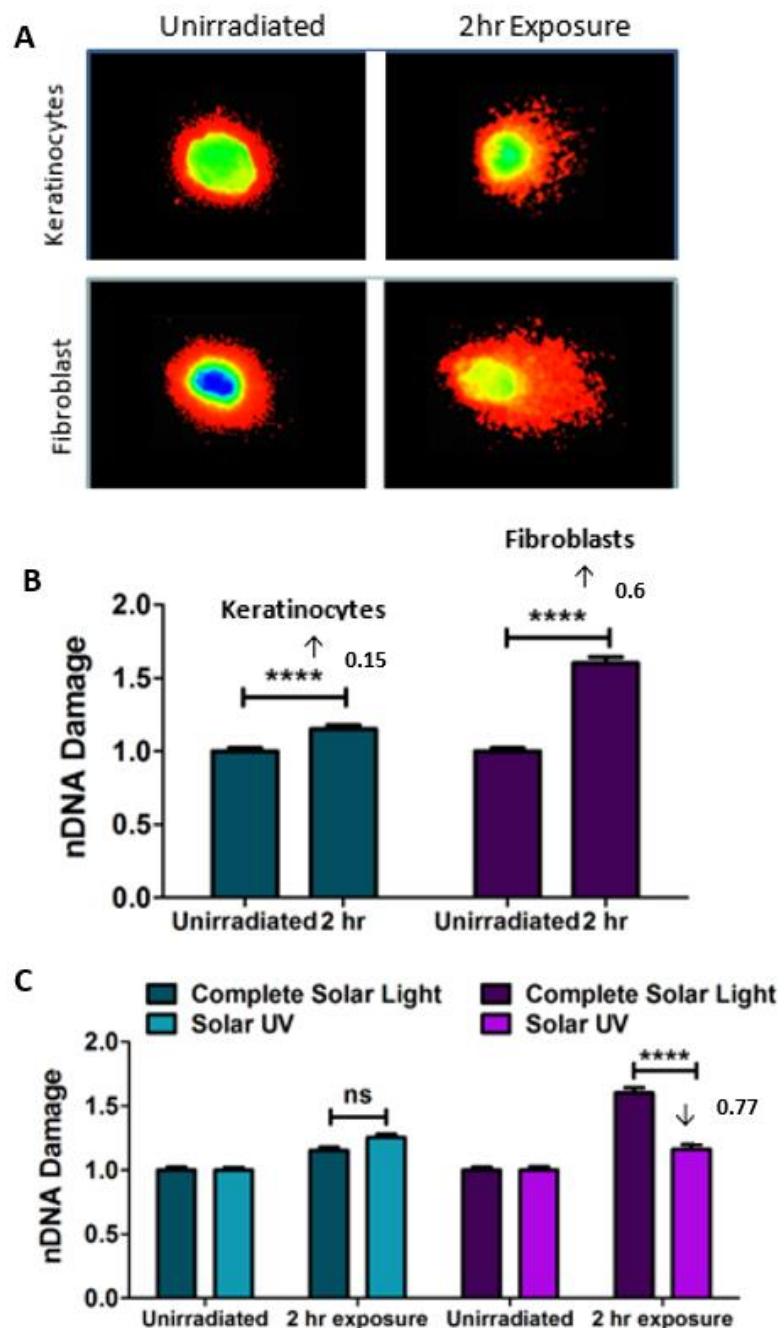 A
Unirradiated 2hr Exposure
Keratinocytes
Fibroblast
B
Fibroblasts
↑ 0.6
****
Keratinocytes
↑ 0.15
****
nDNA Damage
2.0
1.5
1.0
0.5
0.0
Unirradiated 2 hr Unirradiated 2 hr
C
Complete Solar Light Complete Solar Light
Solar UV Solar UV
nDNA Damage
2.0
1.5
1.0
0.5
0.0
ns
****
↓ 0.77
Unirradiated 2 hr exposure Unirradiated 2 hr exposure